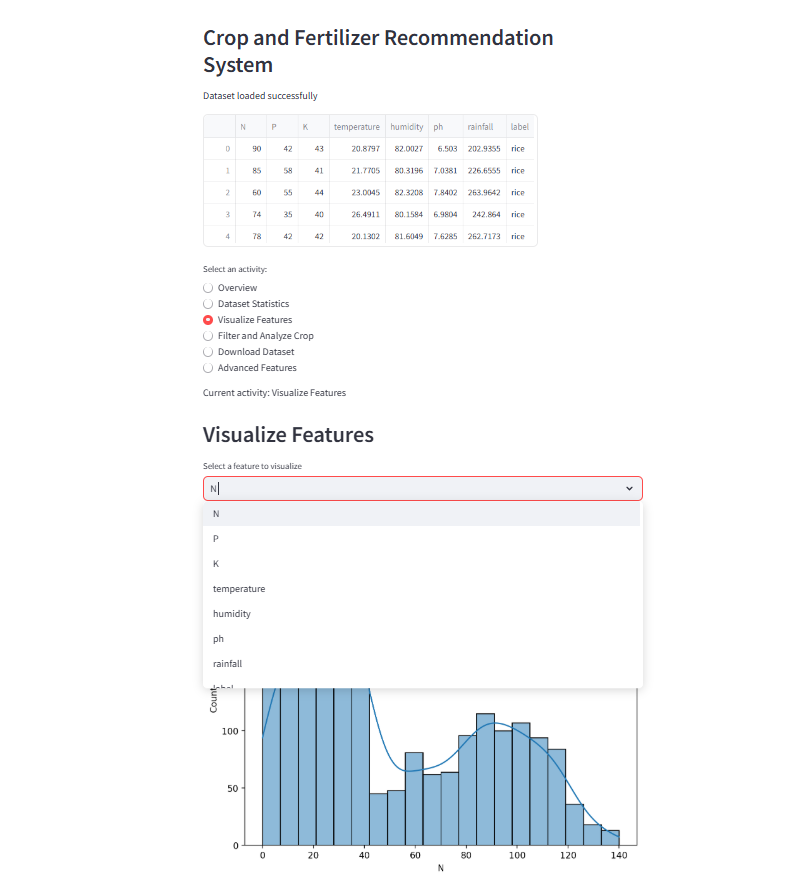 Crop and Fertilizer Recommendation
System
Dataset loaded successfully
N P K temperature humidity ph rainfall label
0 90 42 43 20.8797 82.0027 6.503 202.9355 rice
1 85 58 41 21.7705 80.3196 7.0381 226.6555 rice
2 60 55 44 23.0045 82.3208 7.8402 263.9642 rice
3 74 35 40 26.4911 80.1584 6.9804 242.864 rice
4 78 42 42 20.1302 81.6049 7.6285 262.7173 rice
Select an activity:
Overview
Dataset Statistics
Visualize Features
Filter and Analyze Crop
Download Dataset
Advanced Features
Current activity: Visualize Features
Visualize Features
Select a feature to visualize
N
N
P
K
temperature
humidity
ph
rainfall
label
Count
100
50
0
0 20 40 60 80 100 120 140
N